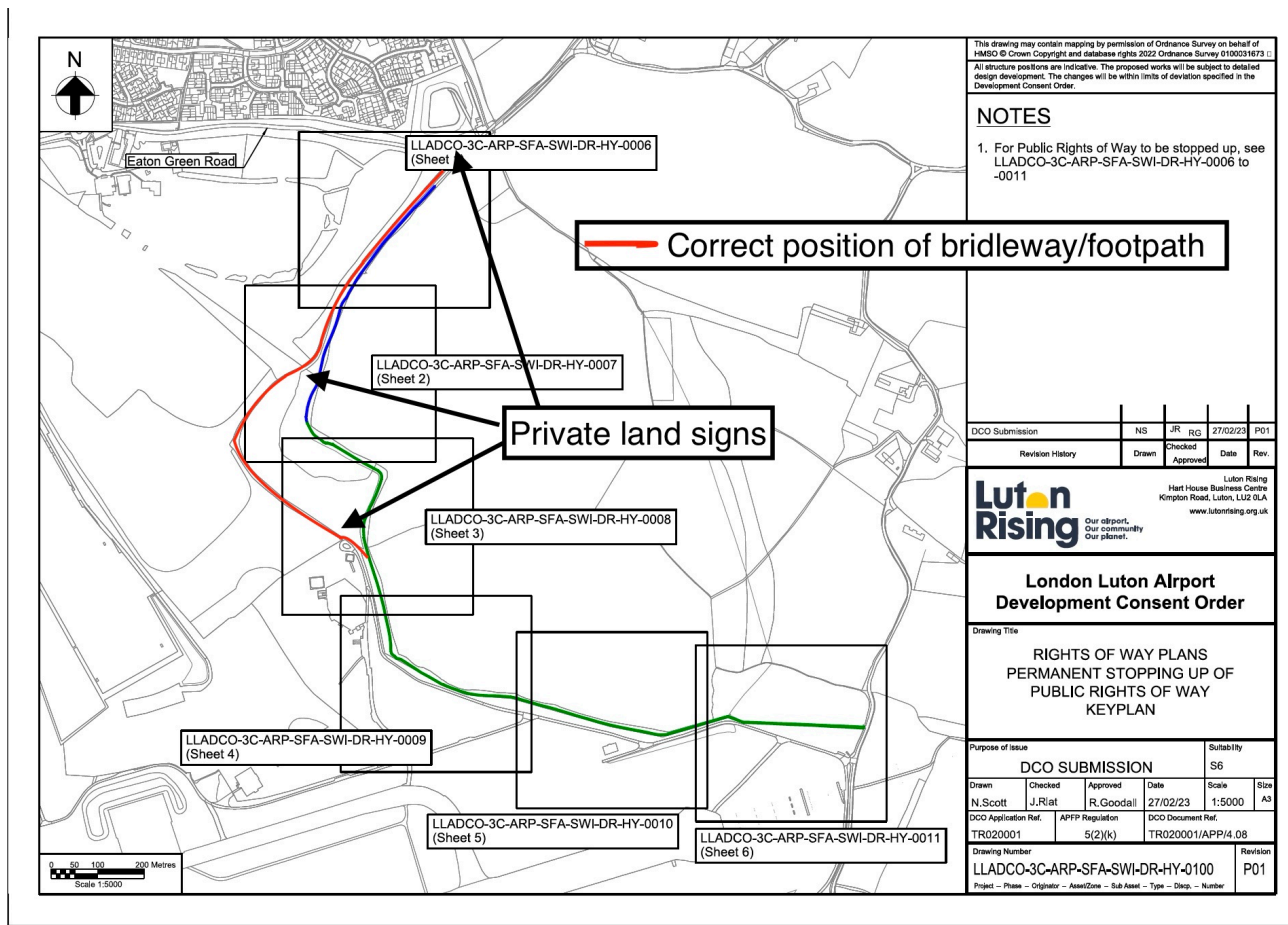 N
Eaton Green Road
LLADCO-3C-ARP-SFA-SWI-DR-HY-0006
(Sheet
Correct position of bridleway/footpath
LLADCO-3C-ARP-SFA-SWI-DR-HY-0007
(Sheet 2)
Private land signs
LLADCO-3C-ARP-SFA-SWI-DR-HY-0008
(Sheet 3)
LLADCO-3C-ARP-SFA-SWI-DR-HY-0009
(Sheet 4)
LLADCO-3C-ARP-SFA-SWI-DR-HY-0010
(Sheet 5)
LLADCO-3C-ARP-SFA-SWI-DR-HY-0011
(Sheet 6)
0 50 100 200 Metres
Scale 1:5000
This drawing may contain mapping by permission of Ordnance Survey on behalf of
HMSO © Crown Copyright and database rights 2022 Ordnance Survey 0100031673
All structure positions are indicative. The proposed works will be subject to detailed
design development. The changes will be within limits of deviation specified in the
Development Consent Order.
NOTES
1. For Public Rights of Way to be stopped up, see
LLADCO-3C-ARP-SFA-SWI-DR-HY-0006 to
-0011
DCO Submission NS JR RG 27/02/23 P01
Revision History Drawn Checked Approved Date Rev.
Luton Rising
Our airport.
Our community
Our planet.
Luton Rising
Hart House Business Centre
Kimpton Road, Luton, LU2 0LA
www.lutonrising.org.uk
London Luton Airport
Development Consent Order
Drawing Title
RIGHTS OF WAY PLANS
PERMANENT STOPPING UP OF
PUBLIC RIGHTS OF WAY
KEYPLAN
Purpose of Issue Suitability
DCO SUBMISSION S6
Drawn Checked Approved Date Scale Size
N.Scott J.Riat R.Goodall 27/02/23 1:5000 A3
DCO Application Ref. APFP Regulation DCO Document Ref.
TR020001 5(2)(k) TR020001/APP/4.08
Drawing Number Revision
LLADCO-3C-ARP-SFA-SWI-DR-HY-0100 P01
Project – Phase – Originator – Asset/Zone – Sub Asset – Type – Discp. – Number